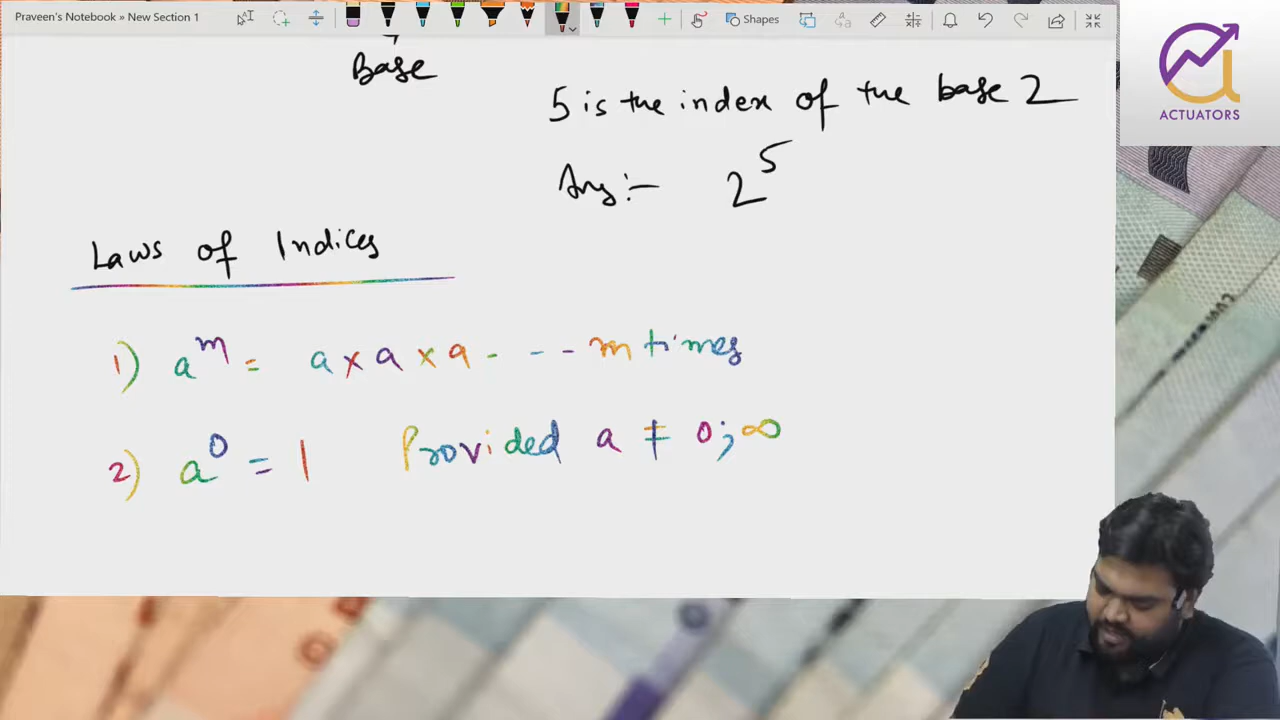 Praveen's Notebook » New Section 1
Shapes
Base
5 is the index of the base 2
Ans:- 2^5
Laws of Indices
1) a^m = a × a × a - - - - m times
2) a^0 = 1 Provided a ≠ 0; ∞
ACTUATORS